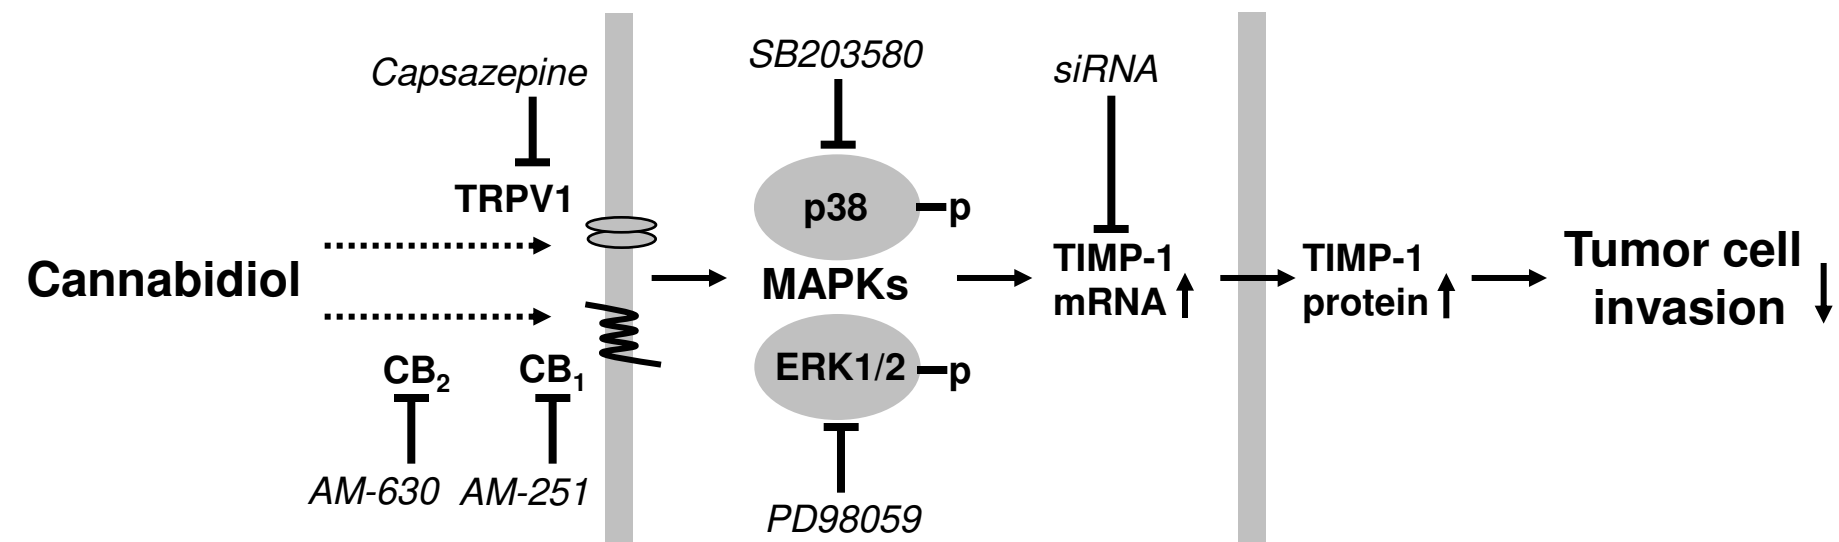 Capsazepine
SB203580
siRNA
TRPV1
p38
p
Cannabidiol
MAPKs
TIMP-1
mRNA
TIMP-1
protein
Tumor cell
invasion
CB2
CB1
ERK1/2
p
AM-630
AM-251
PD98059